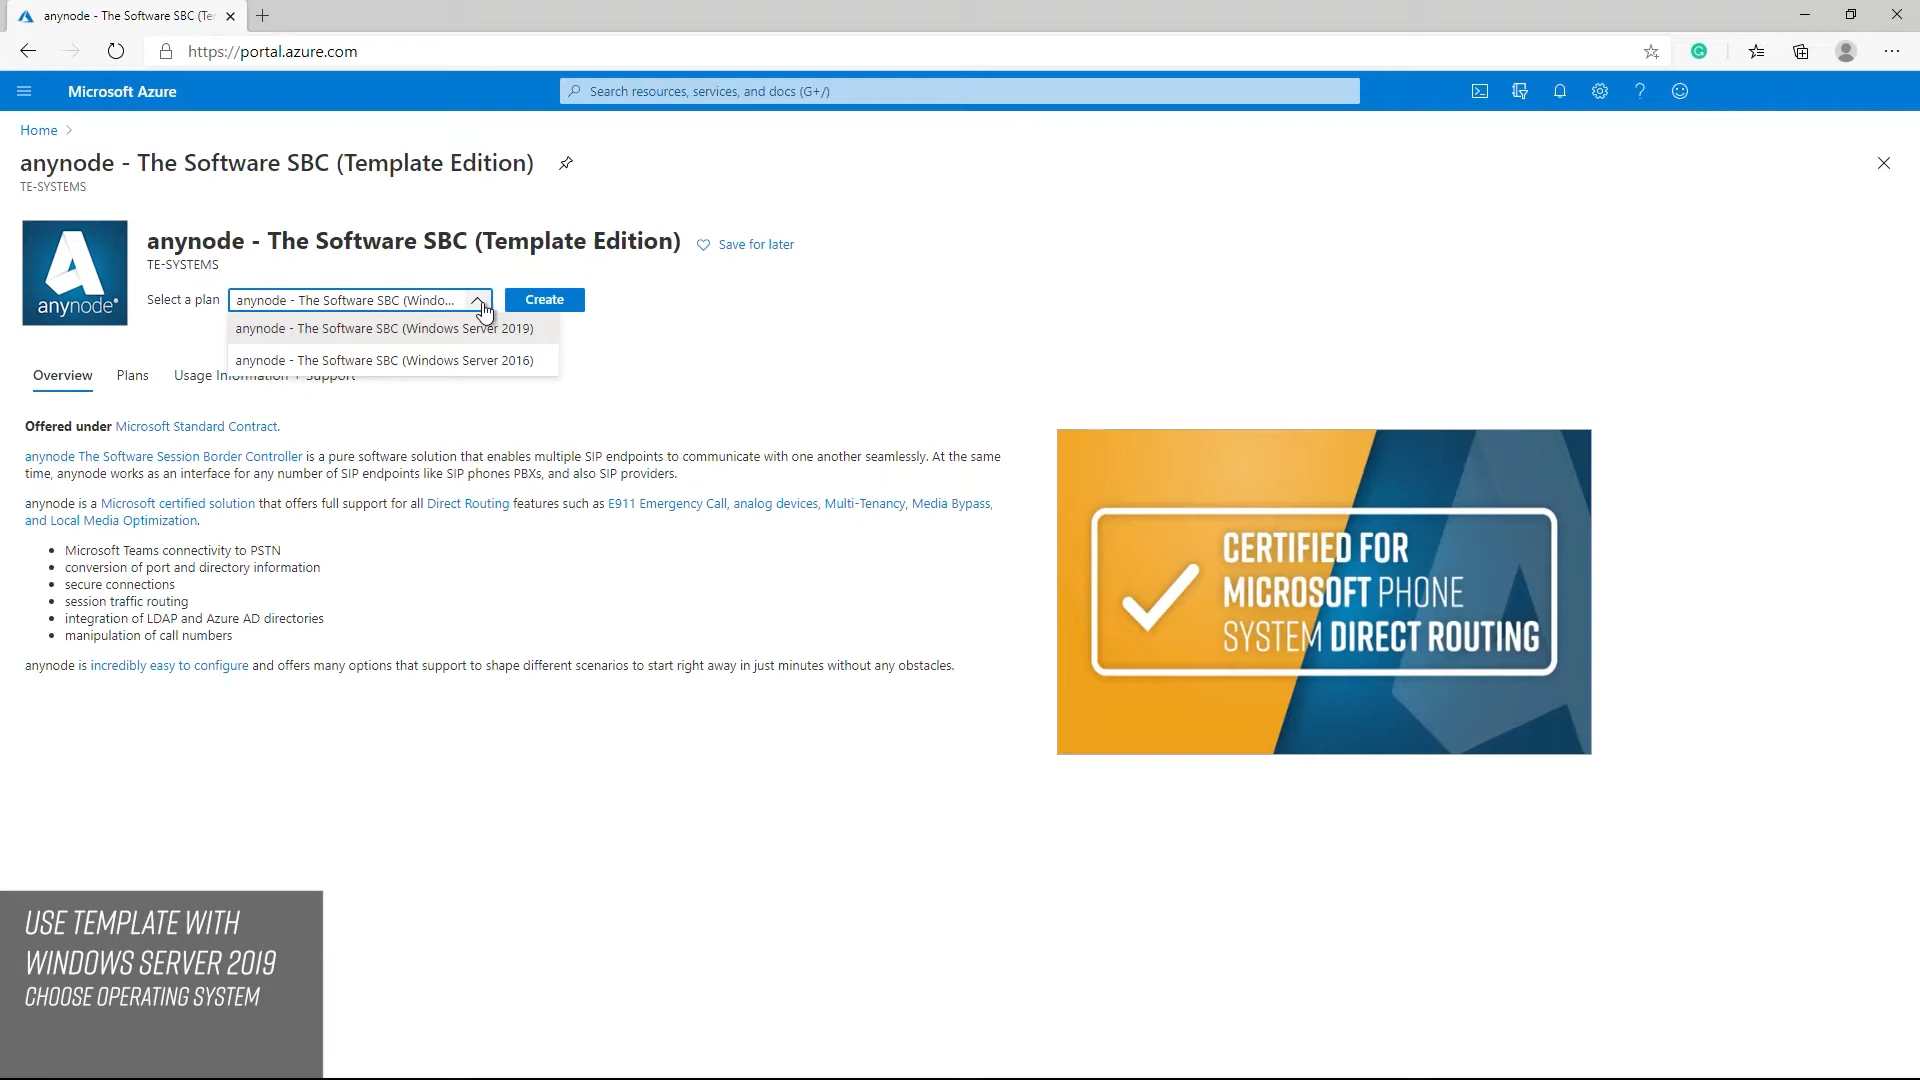 anynode - The Software SBC (Te
https://portal.azure.com
Microsoft Azure
Search resources, services, and docs (G+/)
Home
anynode - The Software SBC (Template Edition)
TE-SYSTEMS
anynode
anynode - The Software SBC (Template Edition)
Save for later
TE-SYSTEMS
Select a plan
anynode - The Software SBC (Windo...
Create
anynode - The Software SBC (Windows Server 2019)
anynode - The Software SBC (Windows Server 2016)
Overview
Plans
Usage Information + Support
Offered under Microsoft Standard Contract.
anynode The Software Session Border Controller is a pure software solution that enables multiple SIP endpoints to communicate with one another seamlessly. At the same
time, anynode works as an interface for any number of SIP endpoints like SIP phones PBXs, and also SIP providers.
anynode is a Microsoft certified solution that offers full support for all Direct Routing features such as E911 Emergency Call, analog devices, Multi-Tenancy, Media Bypass,
and Local Media Optimization.
Microsoft Teams connectivity to PSTN
conversion of port and directory information
secure connections
session traffic routing
integration of LDAP and Azure AD directories
manipulation of call numbers
anynode is incredibly easy to configure and offers many options that support to shape different scenarios to start right away in just minutes without any obstacles.
CERTIFIED FOR
MICROSOFT PHONE
SYSTEM DIRECT ROUTING
USE TEMPLATE WITH
WINDOWS SERVER 2019
CHOOSE OPERATING SYSTEM